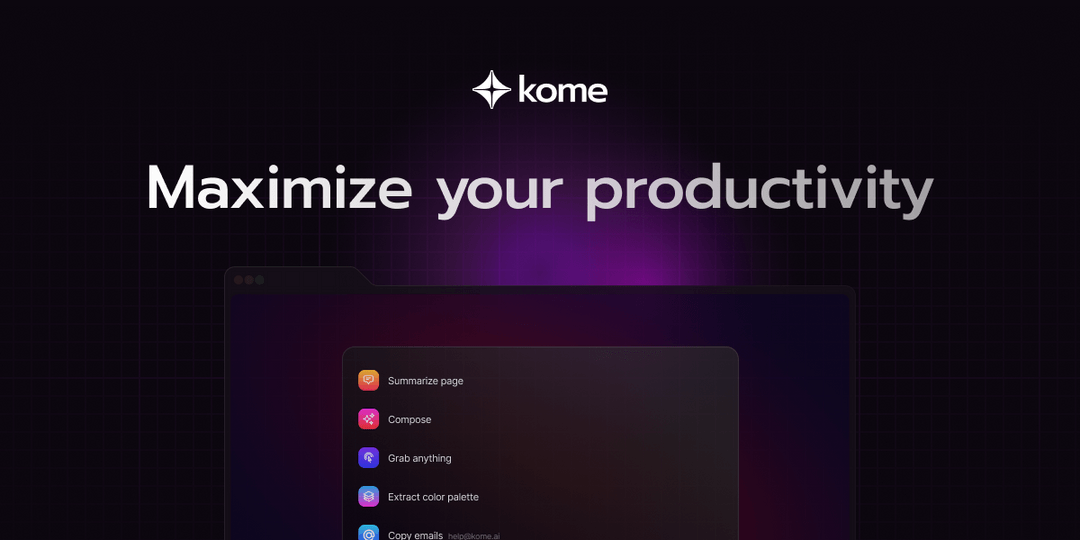 kome
Maximize your productivity
Summarize page
Compose
Grab anything
Extract color palette
Copy emails help@kome.ai